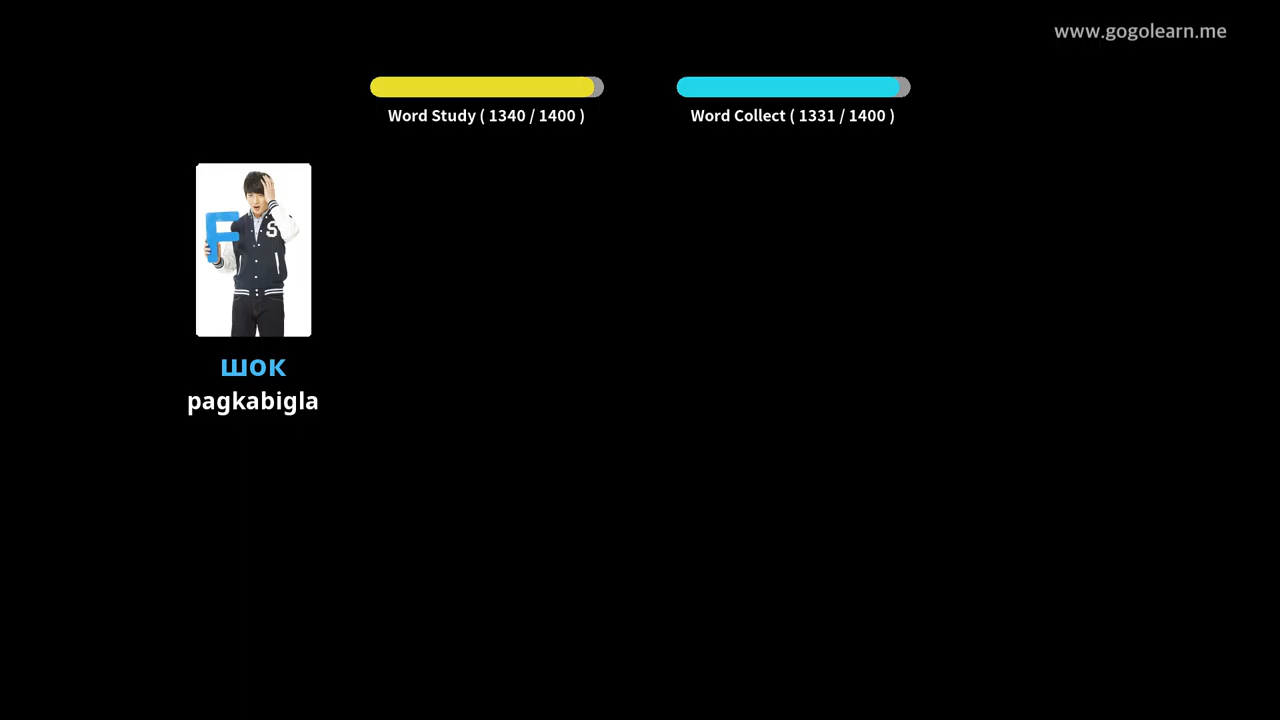 www.gogolearn.me
Word Study ( 1340 / 1400 )
Word Collect ( 1331 / 1400 )
F
S
шок
pagkabigla